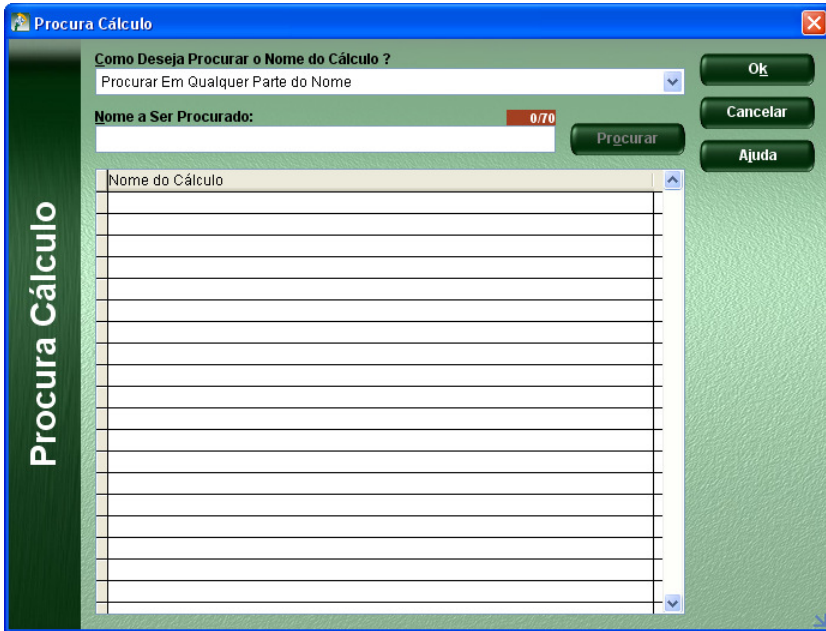 Procura Cálculo
Como Deseja Procurar o Nome do Cálculo ?
Procurar Em Qualquer Parte do Nome
Nome a Ser Procurado:
0/70
Procurar
Ok
Cancelar
Ajuda
Nome do Cálculo
Procura Cálculo